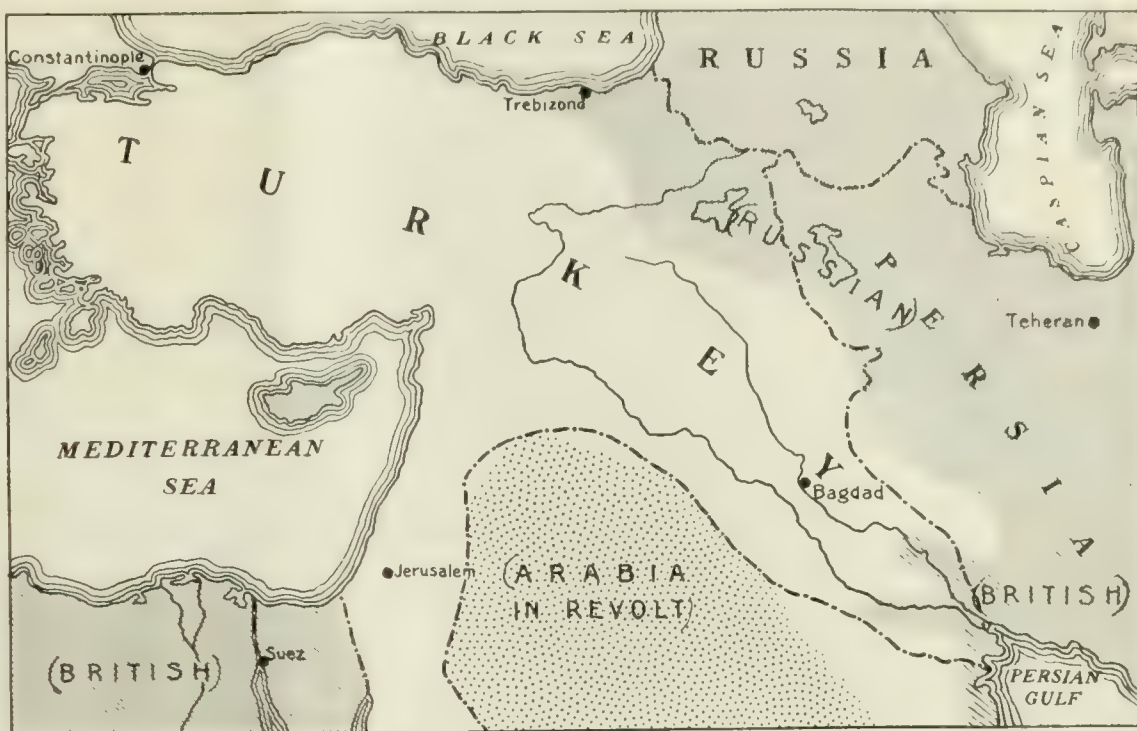 BLACK SEA
RUSSIA
CASPIAN SEA
Constantinople
Trebizond
TURKEY
(RUSSIAN)
PERSIA
Teheran
MEDITERRANEAN
SEA
Bagdad
Jerusalem
(ARABIA
IN REVOLT)
(BRITISH)
(BRITISH)
Suez
PERSIAN
GULF